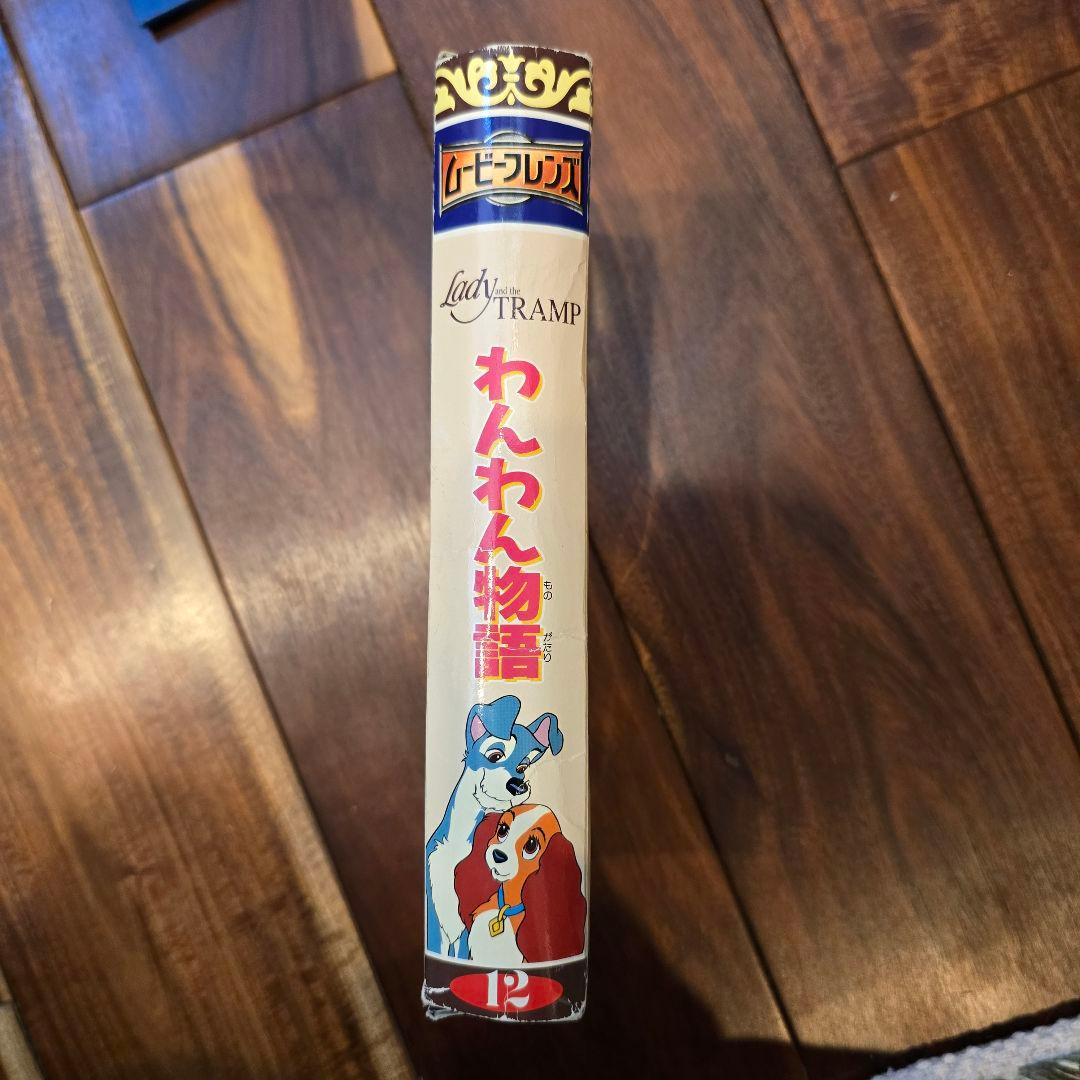 ムービーフレンズ
Lady and the
TRAMP
わんわん物語
もの
がたり
12